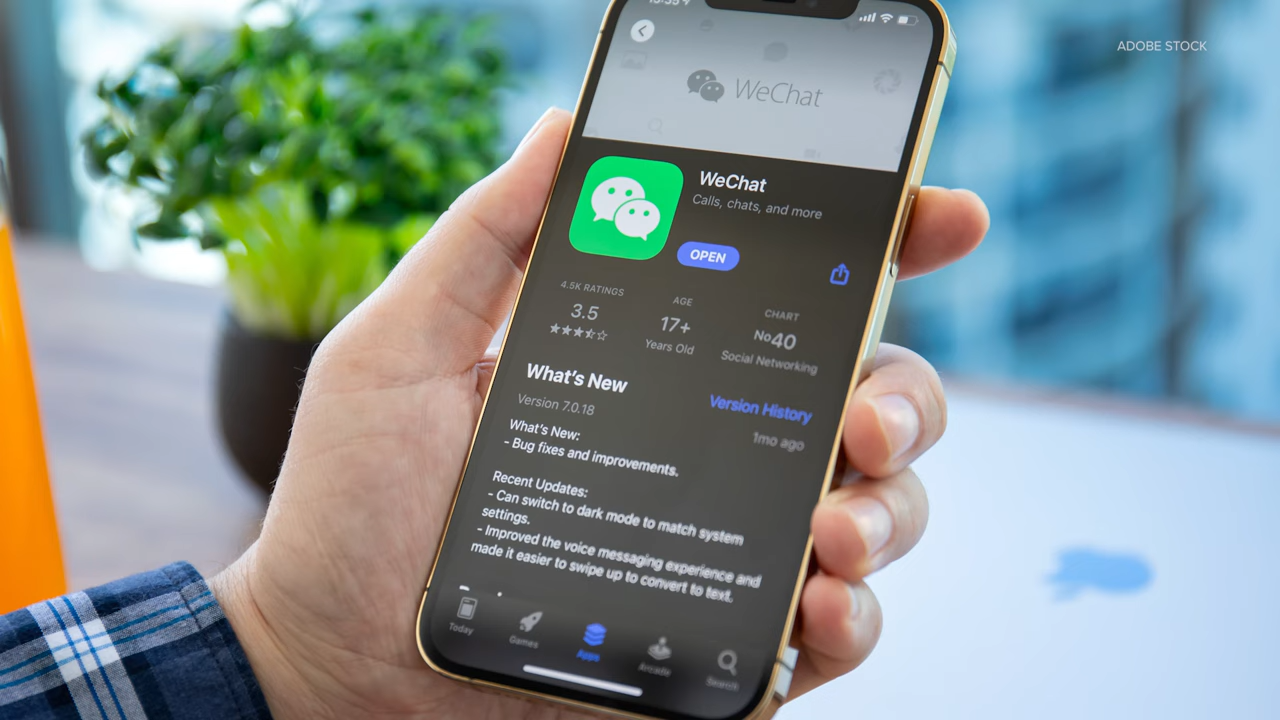 ADOBE STOCK
WeChat
WeChat
Calls, chats, and more
OPEN
4.5K RATINGS
3.5
AGE
17+
Years Old
CHART
No40
Social Networking
What's New
Version History
Version 7.0.18
1mo ago
What's New:
- Bug fixes and improvements.
Recent Updates:
- Can switch to dark mode to match system
settings.
- Improved the voice messaging experience and
made it easier to swipe up to convert to text.
Today
Games
Apps
Arcade
Search